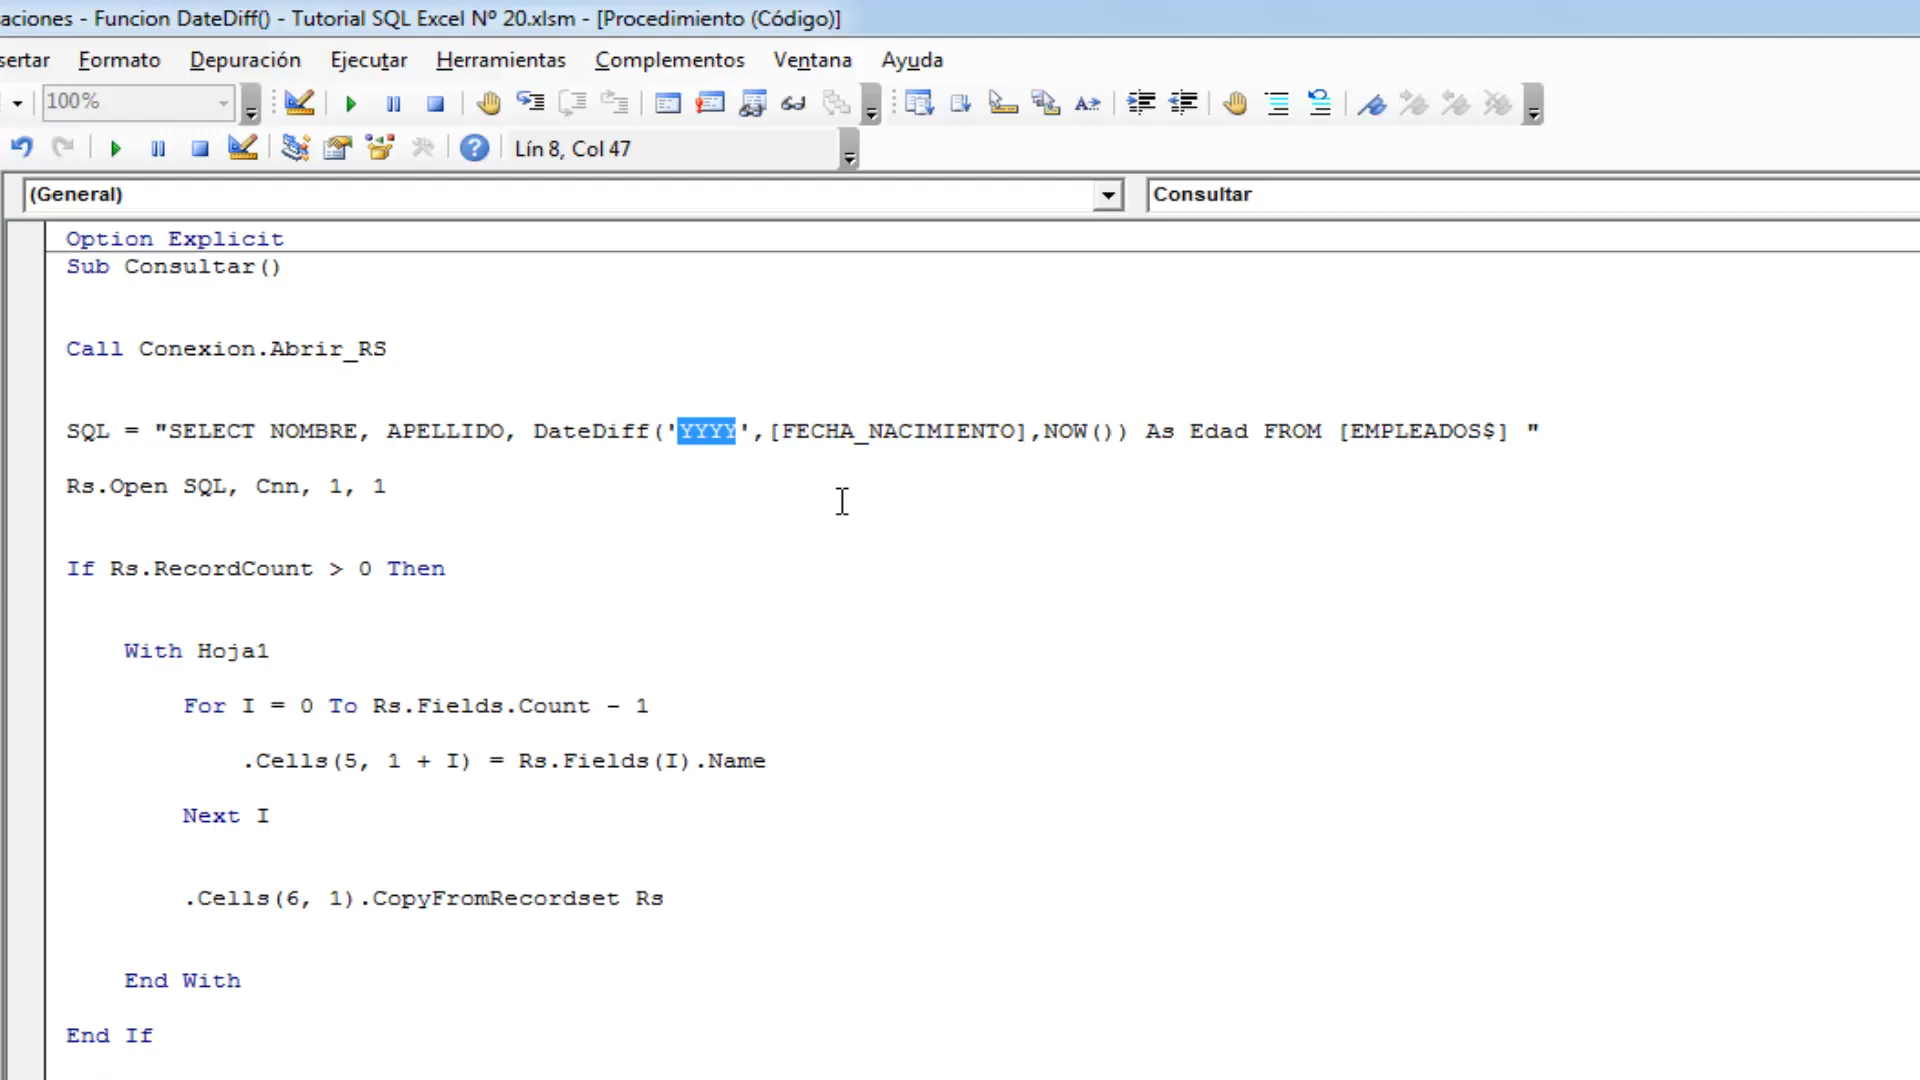 aciones - Funcion DateDiff() - Tutorial SQL Excel Nº 20.xlsm - [Procedimiento (Código)]
sertar Formato Depuración Ejecutar Herramientas Complementos Ventana Ayuda
100%
Lín 8, Col 47
(General) Consultar
Option Explicit
Sub Consultar()
Call Conexion.Abrir_RS
SQL = "SELECT NOMBRE, APELLIDO, DateDiff('YYYY',[FECHA_NACIMIENTO],NOW()) As Edad FROM [EMPLEADOS$] "
Rs.Open SQL, Cnn, 1, 1
If Rs.RecordCount > 0 Then
With Hoja1
For I = 0 To Rs.Fields.Count - 1
.Cells(5, 1 + I) = Rs.Fields(I).Name
Next I
.Cells(6, 1).CopyFromRecordset Rs
End With
End If